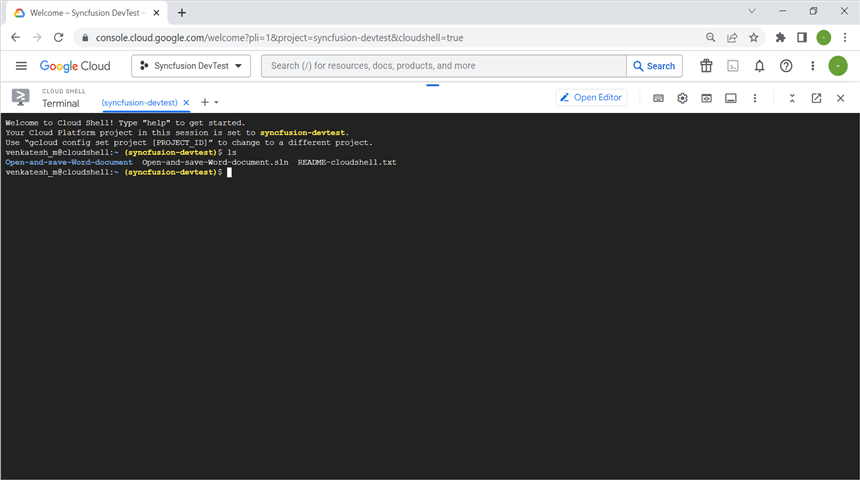 Welcome – Syncfusion DevTest –
console.cloud.google.com/welcome?pli=1&project=syncfusion-devtest&cloudshell=true
Google Cloud
Syncfusion DevTest
Search (/) for resources, docs, products, and more
Search
CLOUD SHELL
Terminal
(syncfusion-devtest)
Open Editor
Welcome to Cloud Shell! Type "help" to get started.
Your Cloud Platform project in this session is set to syncfusion-devtest.
Use “gcloud config set project [PROJECT_ID]” to change to a different project.
venkatesh_m@cloudshell:~ (syncfusion-devtest)$ ls
Open-and-save-Word-document Open-and-save-Word-document.sln README-cloudshell.txt
venkatesh_m@cloudshell:~ (syncfusion-devtest)$